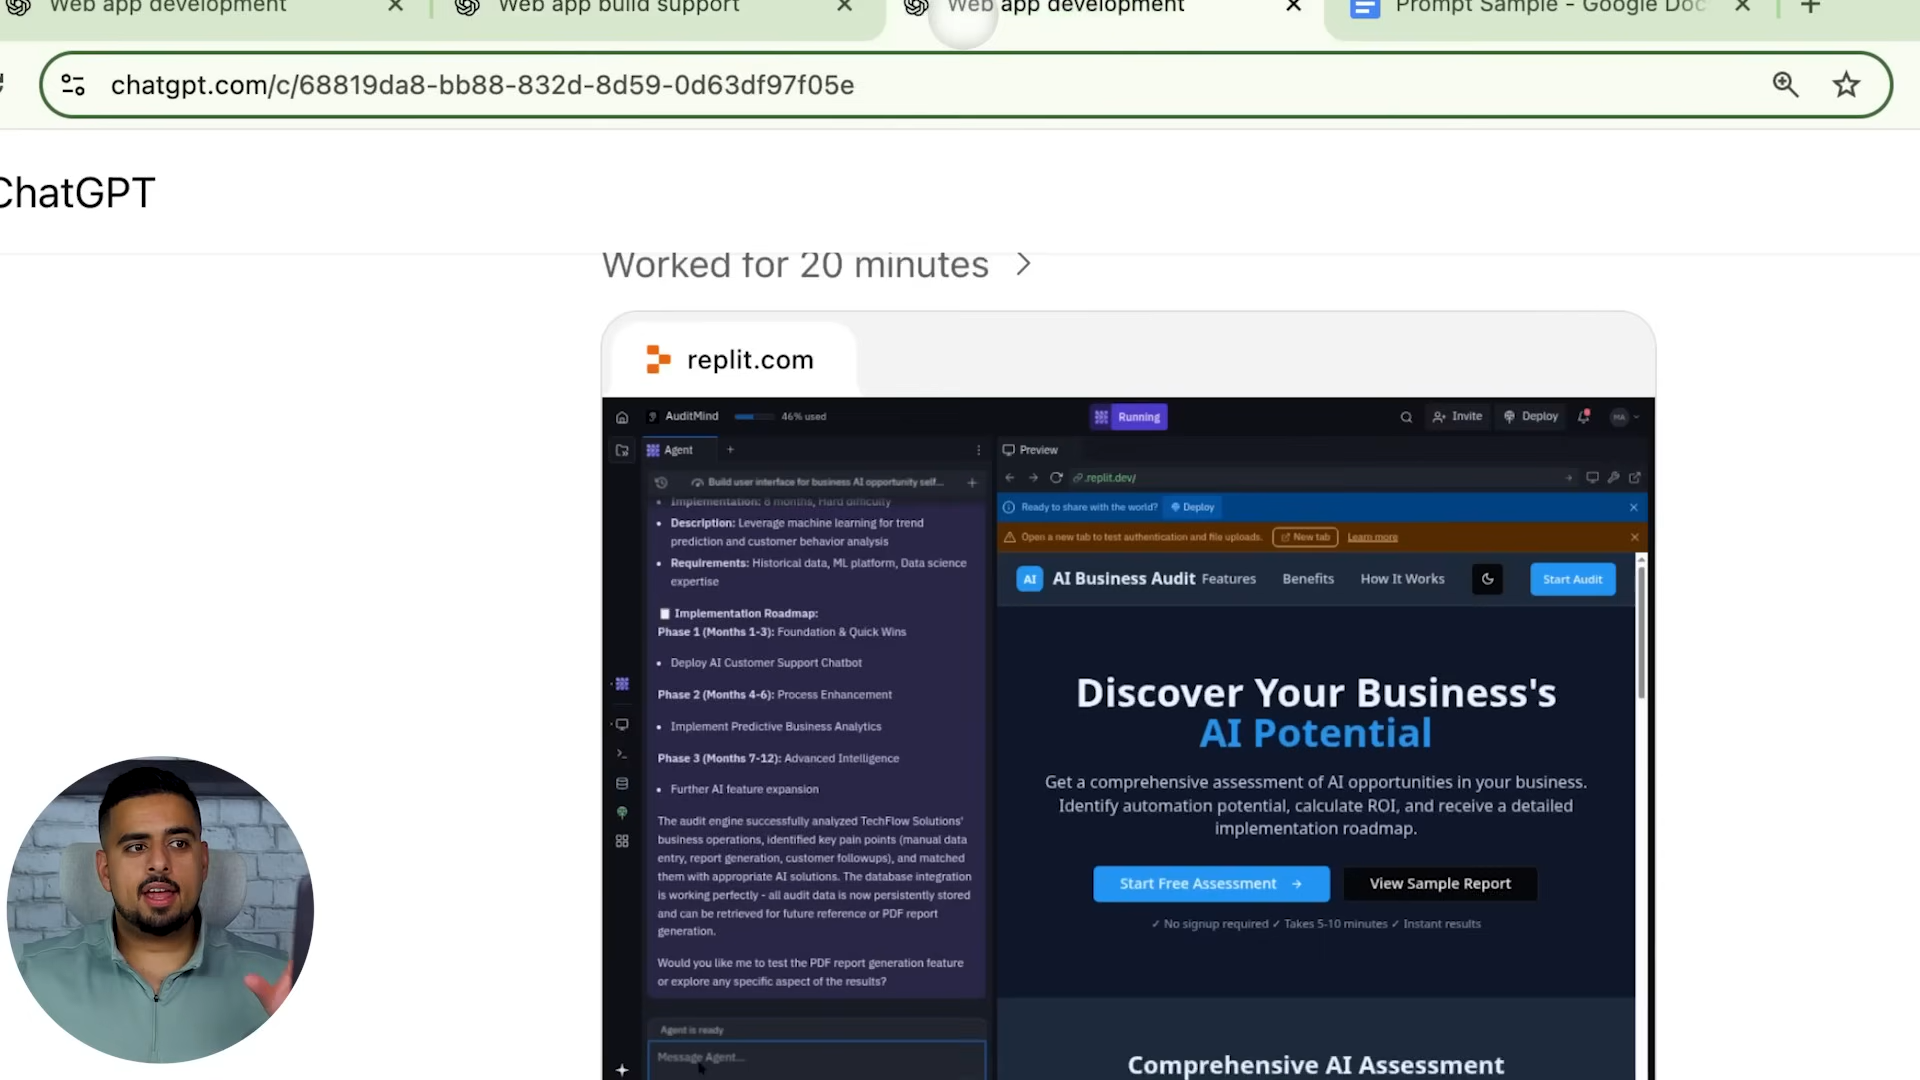 Web app development
Web app build support
Web app development
Prompt Sample - Google Doc
chatgpt.com/c/68819da8-bb88-832d-8d59-0d63df97f05e
ChatGPT
Worked for 20 minutes
replit.com
AuditMind
46% used
Running
Invite
Deploy
MA
Agent
Build user interface for business AI opportunity self...
Implementation: 8 months, Hard difficulty
• Description: Leverage machine learning for trend
prediction and customer behavior analysis
• Requirements: Historical data, ML platform, Data science
expertise
Implementation Roadmap:
Phase 1 (Months 1-3): Foundation & Quick Wins
• Deploy AI Customer Support Chatbot
Phase 2 (Months 4-6): Process Enhancement
• Implement Predictive Business Analytics
Phase 3 (Months 7-12): Advanced Intelligence
• Further AI feature expansion
The audit engine successfully analyzed TechFlow Solutions'
business operations, identified key pain points (manual data
entry, report generation, customer followups), and matched
them with appropriate AI solutions. The database integration
is working perfectly - all audit data is now persistently stored
and can be retrieved for future reference or PDF report
generation.
Would you like me to test the PDF report generation feature
or explore any specific aspect of the results?
Agent is ready
Message Agent...
Preview
.replit.dev/
Ready to share with the world?
Deploy
Open a new tab to test authentication and file uploads.
New tab
Learn more
AI
AI Business Audit
Features
Benefits
How It Works
Start Audit
Discover Your Business's
AI Potential
Get a comprehensive assessment of AI opportunities in your business.
Identify automation potential, calculate ROI, and receive a detailed
implementation roadmap.
Start Free Assessment →
View Sample Report
✓ No signup required ✓ Takes 5-10 minutes ✓ Instant results
Comprehensive AI Assessment